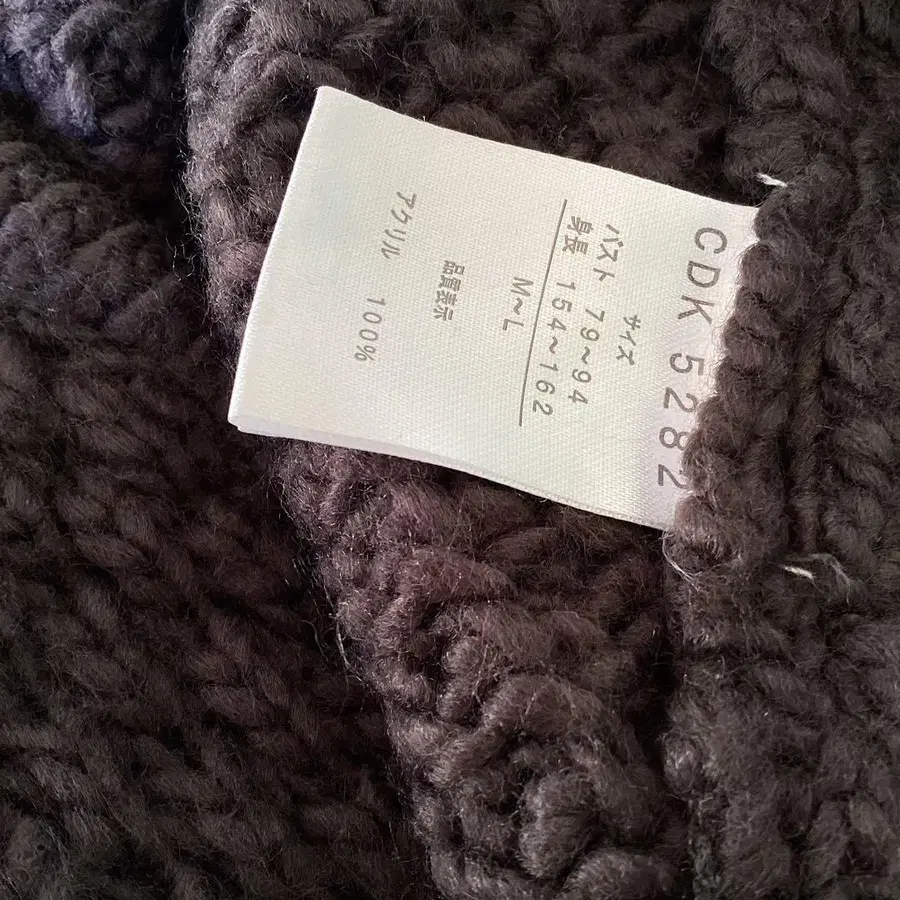 CDK 5282
サイズ
バスト 79~94
身長 154~162
M~L
品質表示
アクリル 100%